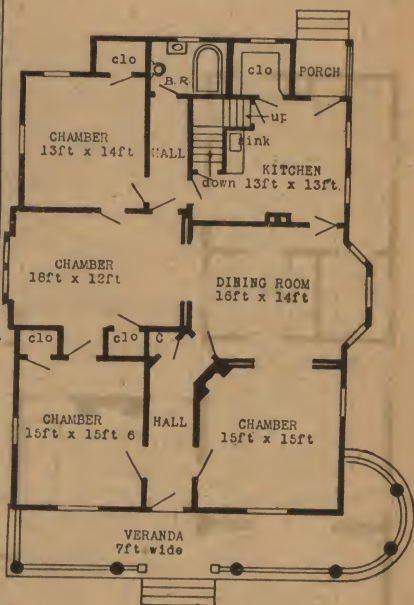 clo
B.R.
clo
PORCH
CHAMBER
13ft x 14ft
HALL
up
sink
down
KITCHEN
13ft x 13ft.
CHAMBER
18ft x 12ft
DINING ROOM
16ft x 14ft
clo
clo
C
CHAMBER
15ft x 15ft 6
HALL
CHAMBER
15ft x 15ft
VERANDA
7ft wide